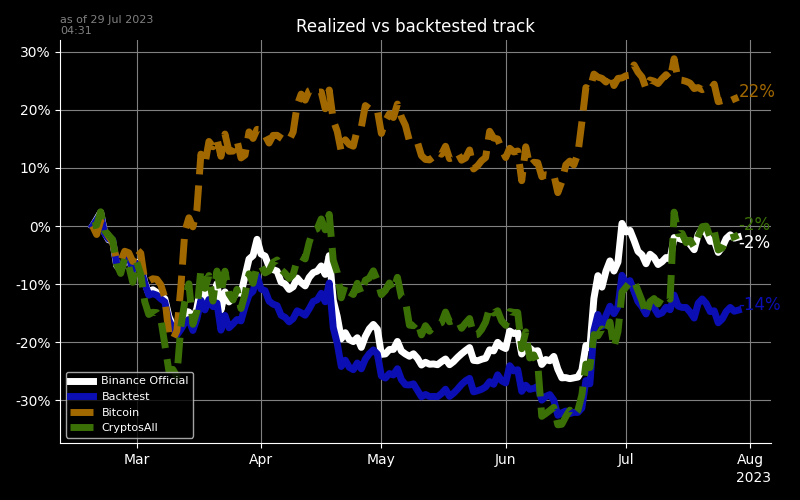 as of 29 Jul 2023
04:31
Realized vs backtested track
30%
20%
10%
0%
-10%
-20%
-30%
22%
-2%
-2%
-14%
Binance Official
Backtest
Bitcoin
CryptosAll
Mar
Apr
May
Jun
Jul
Aug
2023